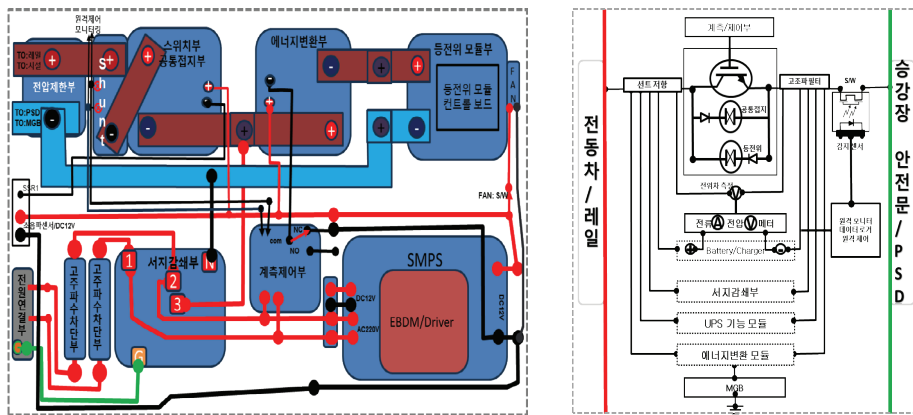 원격제어
모니터링
스위치부
공통접지부
에너지변환부
등전위 모듈부
TO:레일
TO:시설
+
Shunt
+
+
-
+
+
FAN
전압제한부
등전위 모듈
컨트롤 보드
TO:PSD
TO:MGB
-
-
+
+
-
+
SSR1
FAN: S/W
초음파센서/DC12V
com
NC
NO
1
서지감쇄부
N
2
3
계측제어부
SMPS
전원연결부
고주파수차단부
고주파수차단부
DC12V
AC220V
EBDM/Driver
DC12V
G
G
계측/제어부
션트 저항
고조파 필터
S/W
공통접지
등전위
감지센서
전위차 측정
전류
A
전압
V
메터
Battery/Charger
원격 모니터
데이터로거
원격 제어
서지감쇄부
UPS 기능 모듈
에너지변환 모듈
MGB
전동차/레일
승강장 안전문/PSD